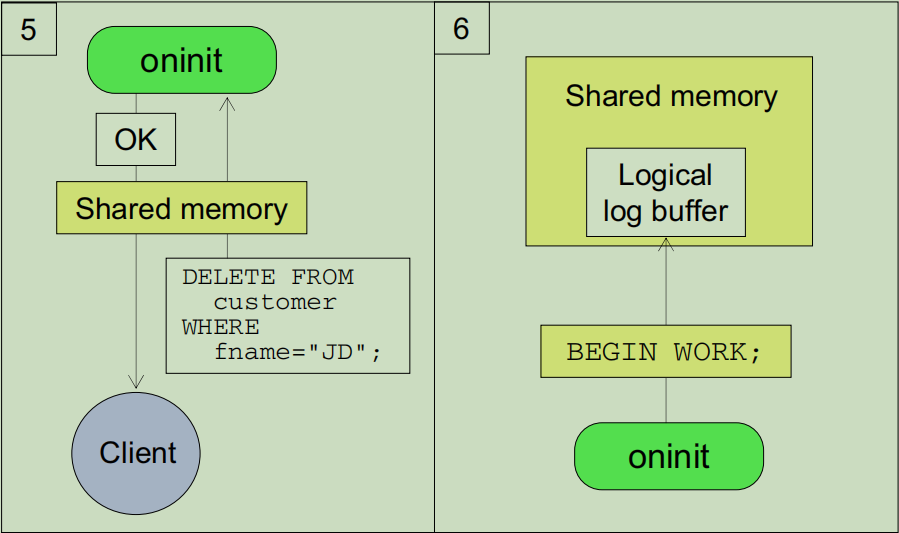 5
oninit
OK
Shared memory
DELETE FROM
customer
WHERE
fname="JD";
Client
6
Shared memory
Logical
log buffer
BEGIN WORK;
oninit